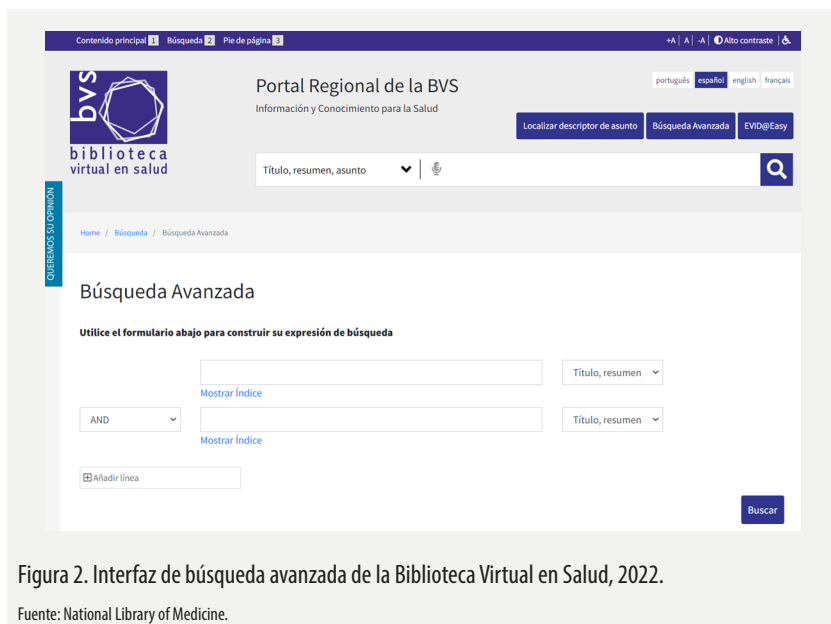 Contenido principal 1 Búsqueda 2 Pie de página 3
+A A -A Alto contraste
bvs
biblioteca
virtual en salud
Portal Regional de la BVS
Información y Conocimiento para la Salud
português español english français
Localizar descriptor de asunto Búsqueda Avanzada EVID@Easy
Título, resumen, asunto
QUEREMOS SU OPINIÓN
Home / Búsqueda / Búsqueda Avanzada
Búsqueda Avanzada
Utilice el formulario abajo para construir su expresión de búsqueda
Título, resumen
Mostrar Índice
AND
Título, resumen
Mostrar Índice
Añadir línea
Buscar
Figura 2. Interfaz de búsqueda avanzada de la Biblioteca Virtual en Salud, 2022.
Fuente: National Library of Medicine.